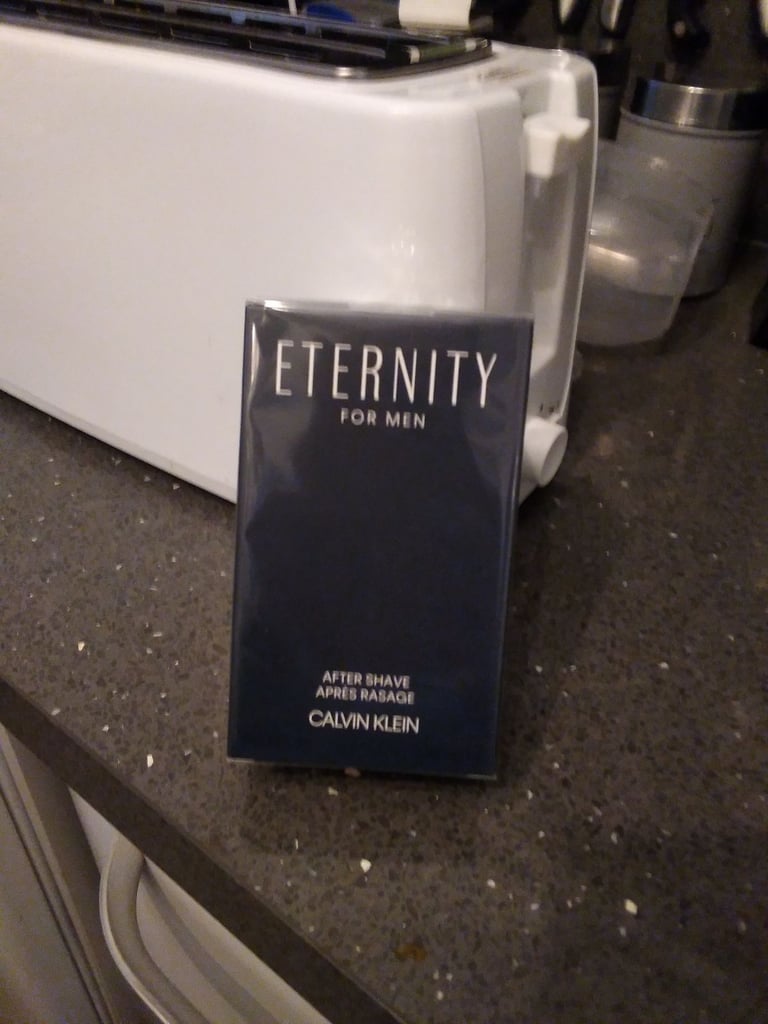 ETERNITY
FOR MEN
AFTER SHAVE
APRÈS RASAGE
CALVIN KLEIN